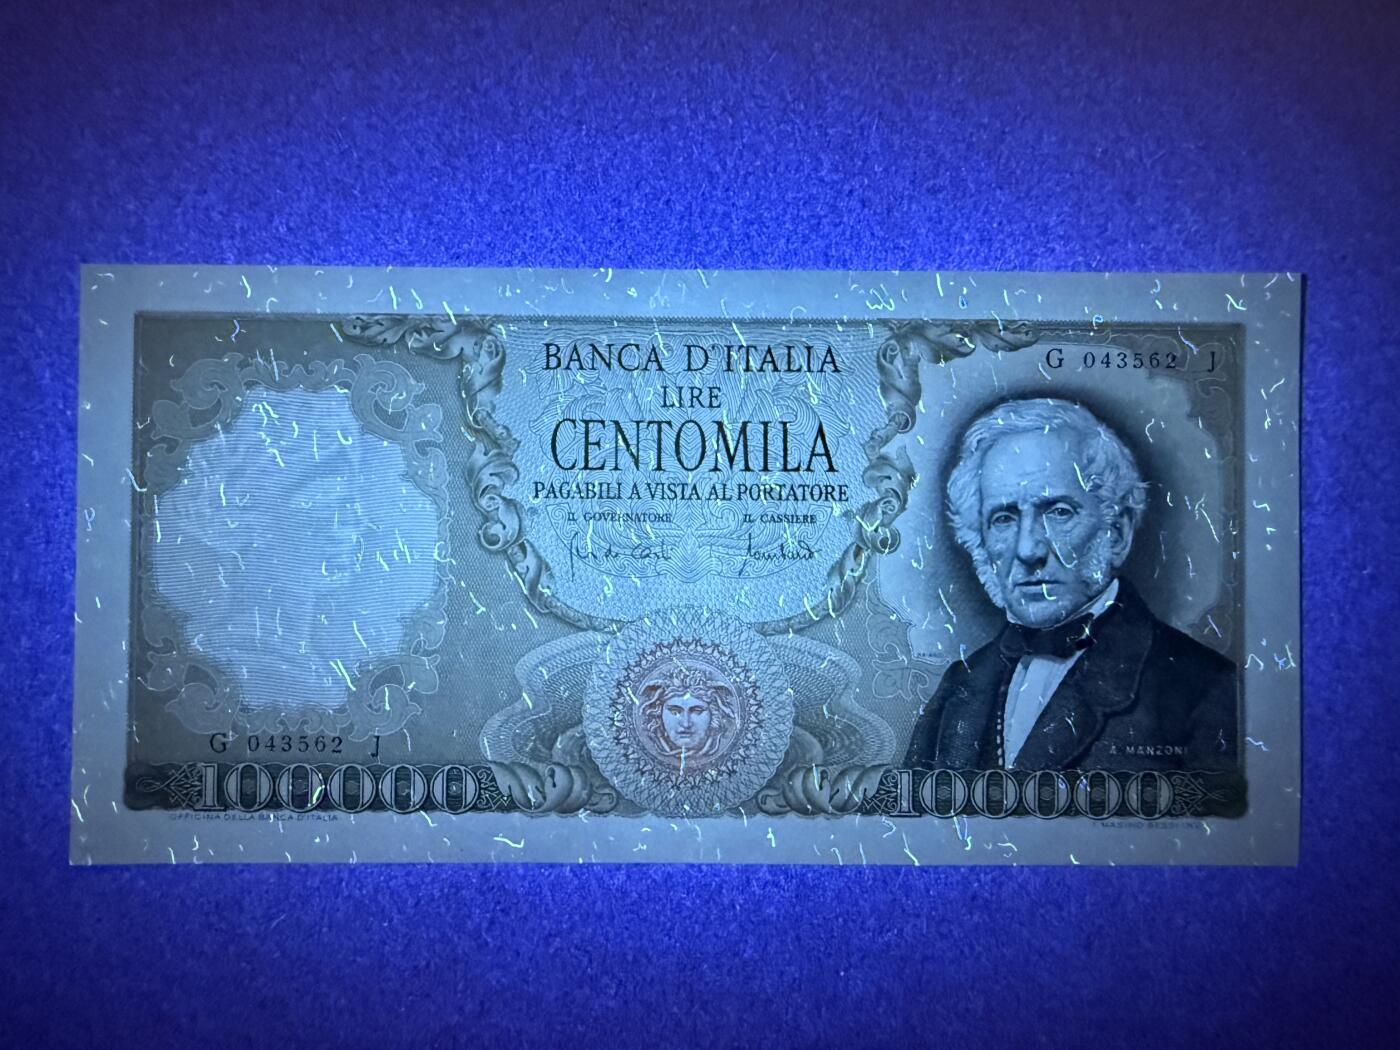 BANCA D'ITALIA
LIRE
CENTOMILA
PAGABILI A VISTA AL PORTATORE
IL GOVERNATORE IL CASSIERE
G 043562 J
A. MANZONI
G 043562 J
100000
100000
OFFICINA DELLA BANCA D'ITALIA